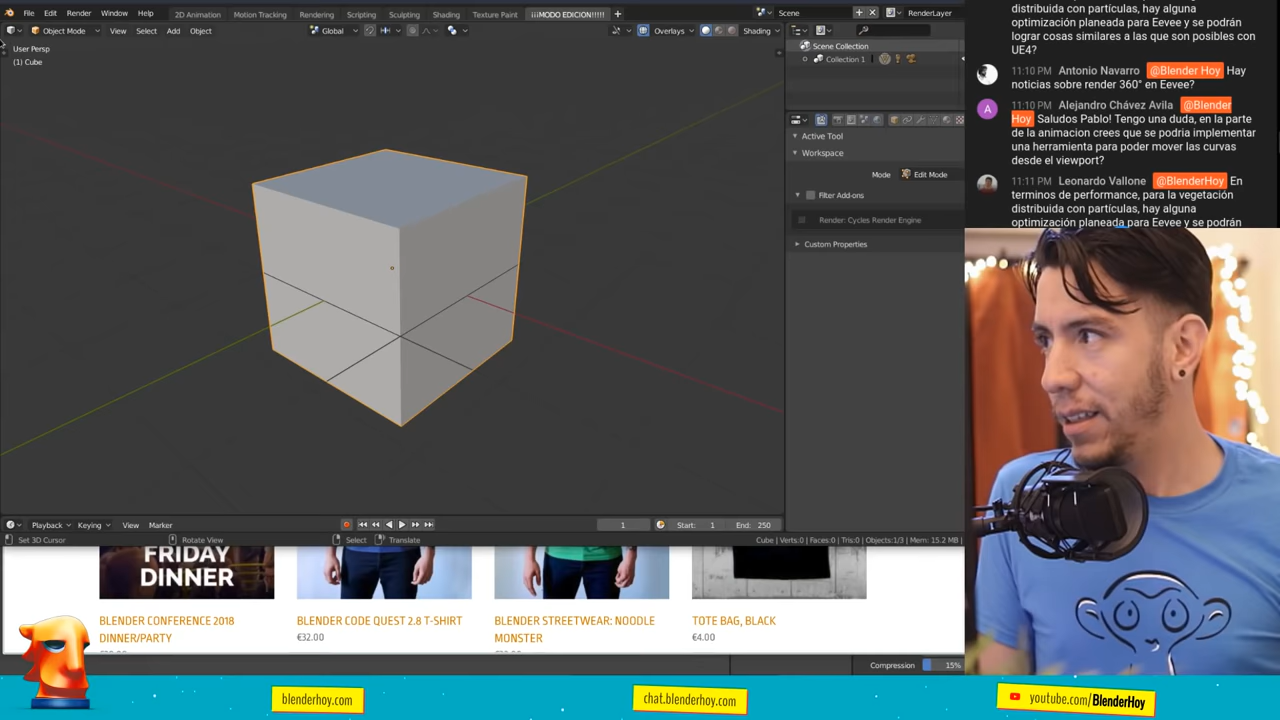 File Edit Render Window Help
2D Animation Motion Tracking Rendering Scripting Sculpting Shading Texture Paint ¡¡¡MODO EDICION!!!!! +
Scene
RenderLayer
Object Mode View Select Add Object
Global
Overlays
Shading
User Persp
(1) Cube
Scene Collection
Collection 1
Active Tool
Workspace
Mode Edit Mode
Filter Add-ons
Render: Cycles Render Engine
Custom Properties
Playback Keying View Marker
1
Start: 1 End: 250
Set 3D Cursor
Rotate View
Select
Translate
Cube | Verts:0 | Faces:0 | Tris:0 | Objects:1/3 | Mem: 15.2 MB |
FRIDAY
DINNER
BLENDER CONFERENCE 2018
DINNER/PARTY
BLENDER CODE QUEST 2.8 T-SHIRT
€32.00
BLENDER STREETWEAR: NOODLE
MONSTER
TOTE BAG, BLACK
€4.00
Compression 15%
distribuida con partículas, hay alguna
optimización planeada para Eevee y se podrán
lograr cosas similares a las que son posibles con
UE4?
11:10 PM Antonio Navarro @Blender Hoy Hay
noticias sobre render 360° en Eevee?
A
11:10 PM Alejandro Chávez Avila @Blender
Hoy Saludos Pablo! Tengo una duda, en la parte
de la animacion crees que se podria implementar
una herramienta para poder mover las curvas
desde el viewport?
11:11 PM Leonardo Vallone @BlenderHoy En
terminos de performance, para la vegetación
distribuida con partículas, hay alguna
optimización planeada para Eevee y se podrán
blenderhoy.com
chat.blenderhoy.com
youtube.com/BlenderHoy